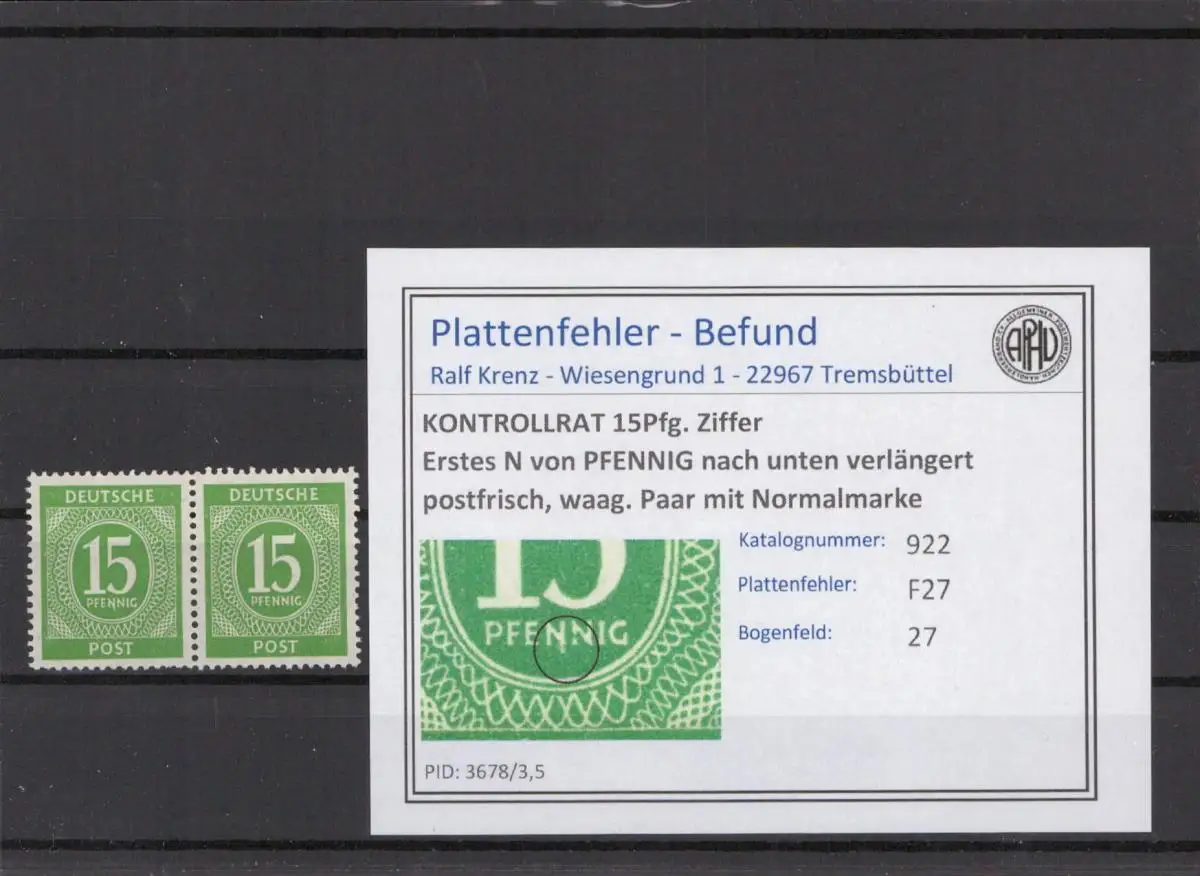 DEUTSCHE
15
PFENNIG
POST
DEUTSCHE
15
PFENNIG
POST
Plattenfehler - Befund
Ralf Krenz - Wiesengrund 1 - 22967 Tremsbüttel
APHV
KONTROLLRAT 15Pfg. Ziffer
Erstes N von PFENNIG nach unten verlängert
postfrisch, waag. Paar mit Normalmarke
15
PFENNIG
Katalognummer: 922
Plattenfehler: F27
Bogenfeld: 27
PID: 3678/3,5